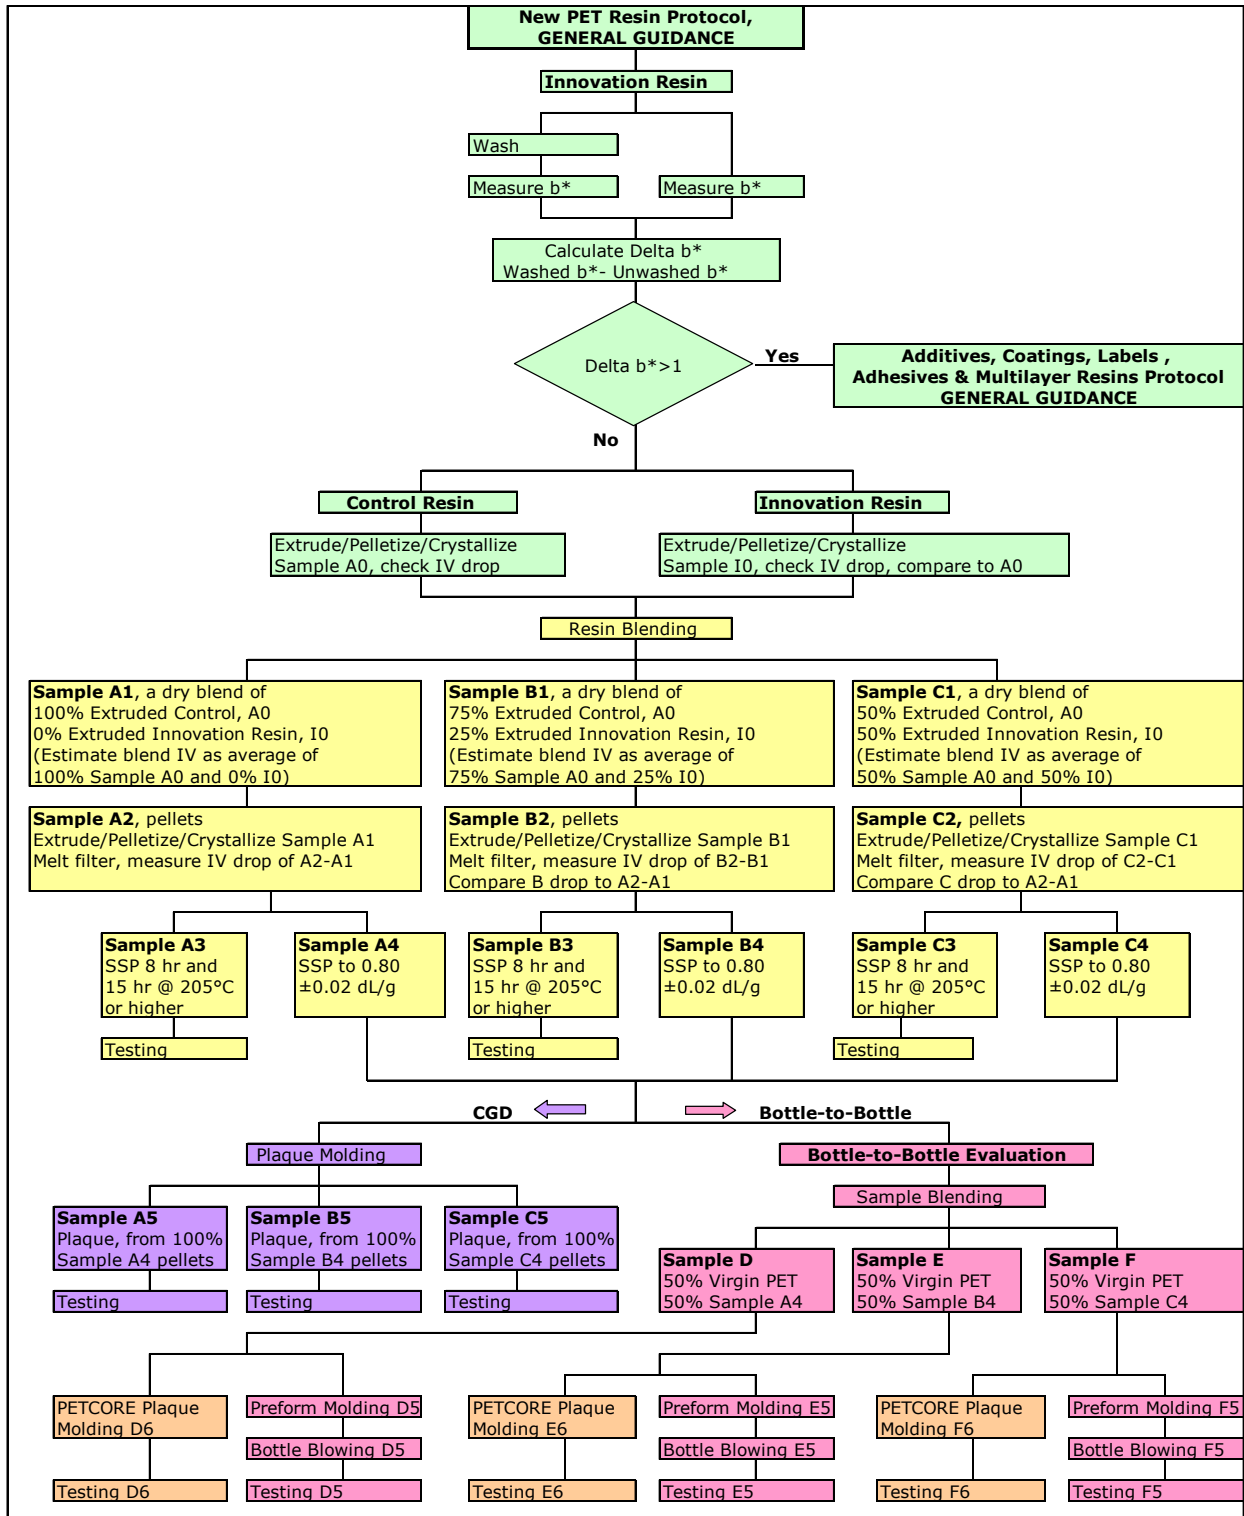 New PET Resin Protocol,
GENERAL GUIDANCE
Innovation Resin
Wash
Measure b*
Measure b*
Calculate Delta b*
Washed b*- Unwashed b*
Delta b*>1
Yes
Additives, Coatings, Labels ,
Adhesives & Multilayer Resins Protocol
GENERAL GUIDANCE
No
Control Resin
Innovation Resin
Extrude/Pelletize/Crystallize
Sample A0, check IV drop
Extrude/Pelletize/Crystallize
Sample I0, check IV drop, compare to A0
Resin Blending
Sample A1, a dry blend of
100% Extruded Control, A0
0% Extruded Innovation Resin, I0
(Estimate blend IV as average of
100% Sample A0 and 0% I0)
Sample B1, a dry blend of
75% Extruded Control, A0
25% Extruded Innovation Resin, I0
(Estimate blend IV as average of
75% Sample A0 and 25% I0)
Sample C1, a dry blend of
50% Extruded Control, A0
50% Extruded Innovation Resin, I0
(Estimate blend IV as average of
50% Sample A0 and 50% I0)
Sample A2, pellets
Extrude/Pelletize/Crystallize Sample A1
Melt filter, measure IV drop of A2-A1
Sample B2, pellets
Extrude/Pelletize/Crystallize Sample B1
Melt filter, measure IV drop of B2-B1
Compare B drop to A2-A1
Sample C2, pellets
Extrude/Pelletize/Crystallize Sample C1
Melt filter, measure IV drop of C2-C1
Compare C drop to A2-A1
Sample A3
SSP 8 hr and
15 hr @ 205°C
or higher
Sample A4
SSP to 0.80
±0.02 dL/g
Sample B3
SSP 8 hr and
15 hr @ 205°C
or higher
Sample B4
SSP to 0.80
±0.02 dL/g
Sample C3
SSP 8 hr and
15 hr @ 205°C
or higher
Sample C4
SSP to 0.80
±0.02 dL/g
Testing
Testing
Testing
CGD
Bottle-to-Bottle
Plaque Molding
Bottle-to-Bottle Evaluation
Sample Blending
Sample A5
Plaque, from 100%
Sample A4 pellets
Sample B5
Plaque, from 100%
Sample B4 pellets
Sample C5
Plaque, from 100%
Sample C4 pellets
Testing
Testing
Testing
Sample D
50% Virgin PET
50% Sample A4
Sample E
50% Virgin PET
50% Sample B4
Sample F
50% Virgin PET
50% Sample C4
PETCORE Plaque
Molding D6
Preform Molding D5
Bottle Blowing D5
PETCORE Plaque
Molding E6
Preform Molding E5
Bottle Blowing E5
PETCORE Plaque
Molding F6
Preform Molding F5
Bottle Blowing F5
Testing D6
Testing D5
Testing E6
Testing E5
Testing F6
Testing F5